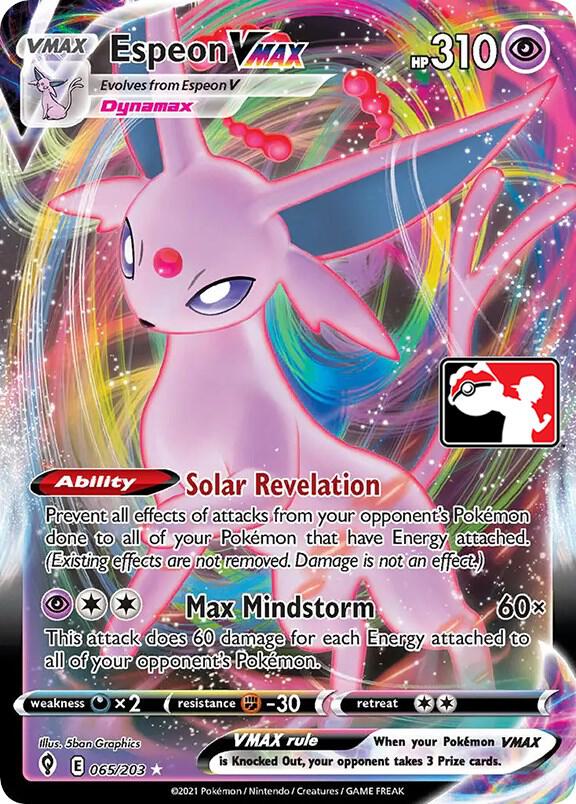 VMAX Espeon VMAX HP 310
Evolves from Espeon V
Dynamax
Ability Solar Revelation
Prevent all effects of attacks from your opponent's Pokémon
done to all of your Pokémon that have Energy attached.
(Existing effects are not removed. Damage is not an effect.)
Max Mindstorm 60×
This attack does 60 damage for each Energy attached to
all of your opponent's Pokémon.
weakness ×2 resistance -30 retreat
Illus. 5ban Graphics
E 065/203 ★
VMAX rule When your Pokémon VMAX
is Knocked Out, your opponent takes 3 Prize cards.
©2021 Pokémon / Nintendo / Creatures / GAME FREAK